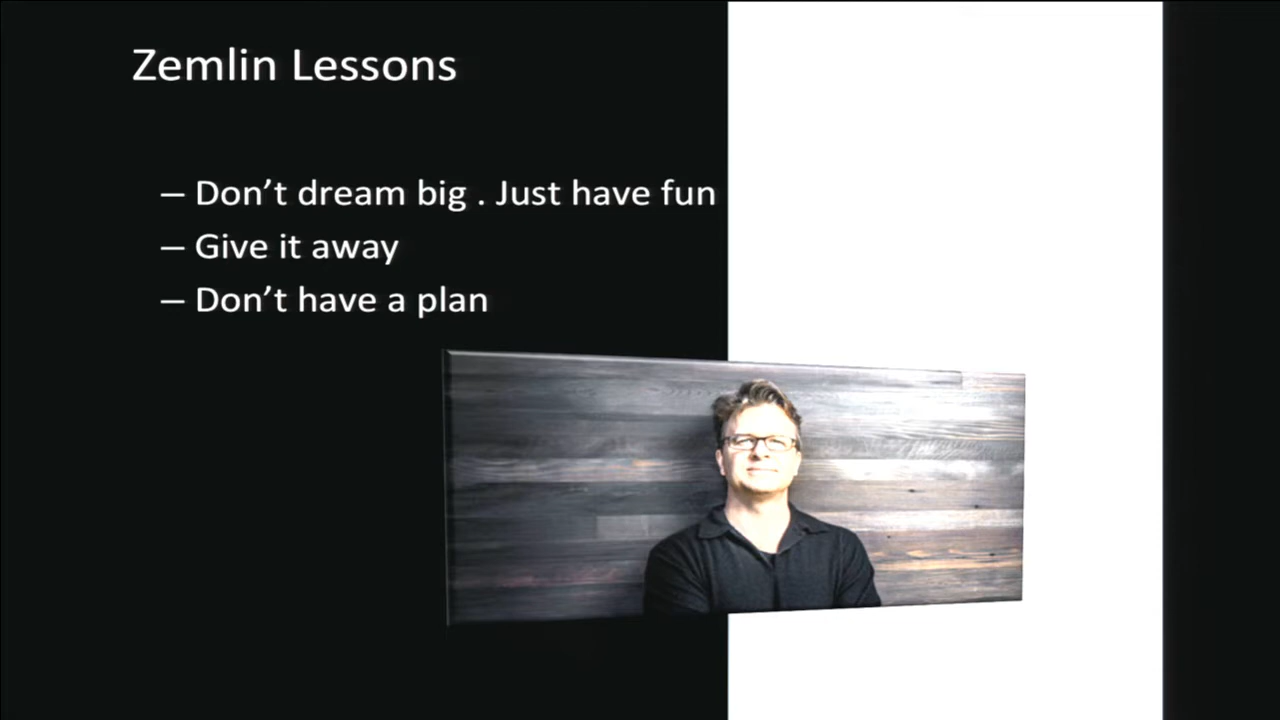 Zemlin Lessons
– Don’t dream big . Just have fun
– Give it away
– Don’t have a plan